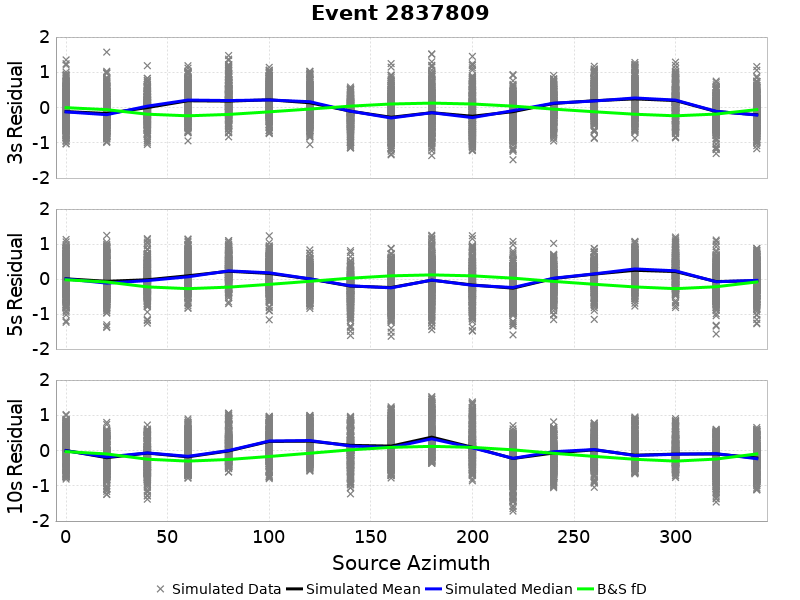 Event 2837809
3s Residual
2
1
0
-1
-2
5s Residual
2
1
0
-1
-2
10s Residual
2
1
0
-1
-2
0 50 100 150 200 250 300
Source Azimuth
Simulated Data Simulated Mean Simulated Median B&S fD